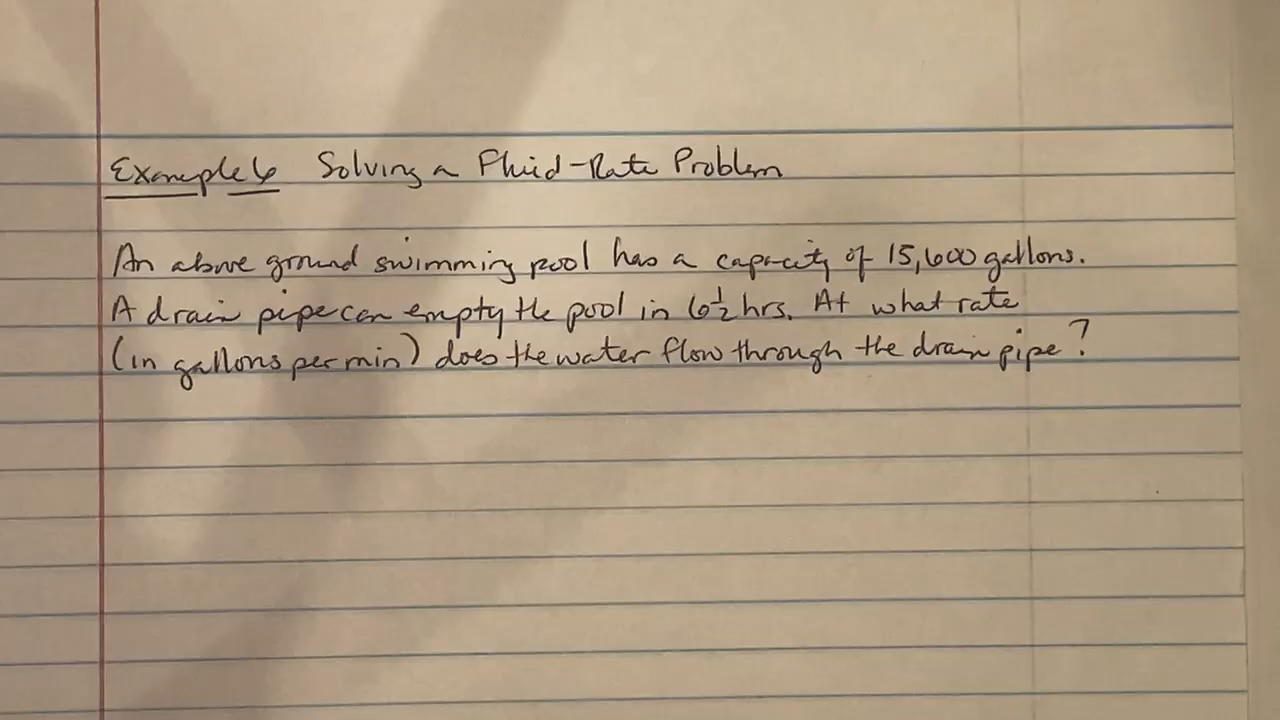 Example 6 Solving a Fluid-Rate Problem
An above ground swimming pool has a capacity of 15,600 gallons.
A drain pipe can empty the pool in 6½ hrs. At what rate
(in gallons per min) does the water flow through the drain pipe?